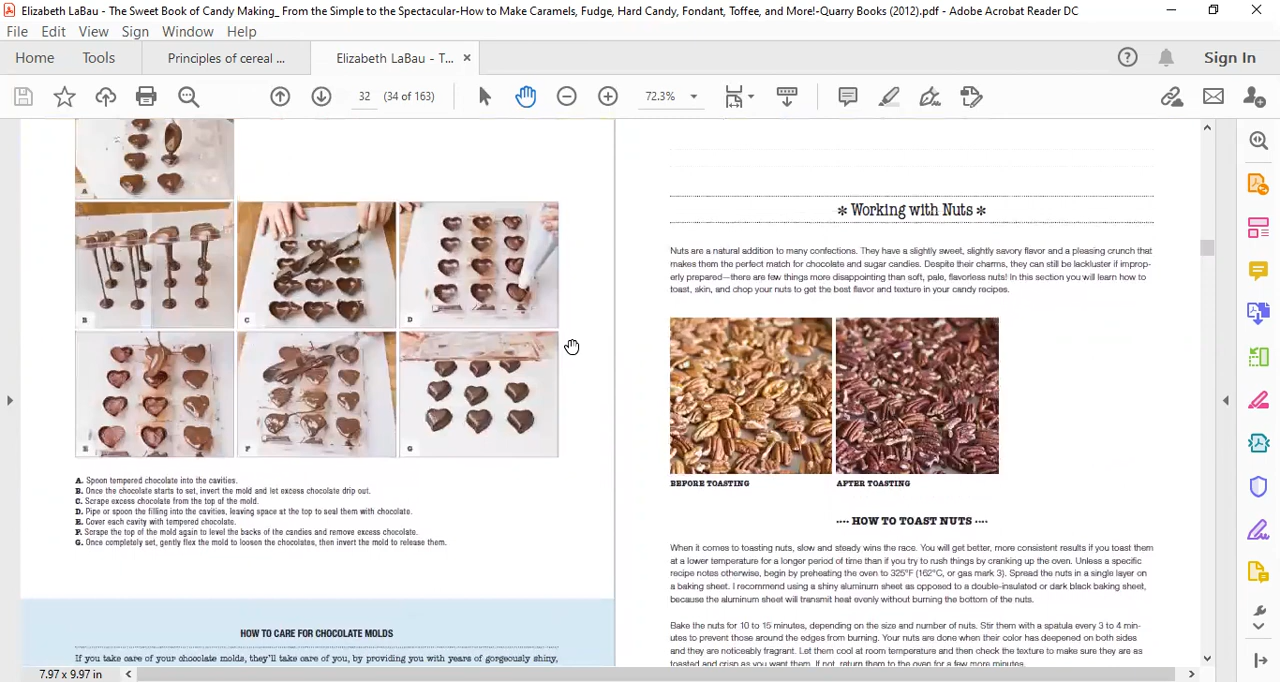 Elizabeth LaBau - The Sweet Book of Candy Making_ From the Simple to the Spectacular-How to Make Caramels, Fudge, Hard Candy, Fondant, Toffee, and More!-Quarry Books (2012).pdf - Adobe Acrobat Reader DC
File Edit View Sign Window Help
Home Tools Principles of cereal ... Elizabeth LaBau - T... × Sign In
32 (34 of 163) 72.3%
A
B C D
E F G
A. Spoon tempered chocolate into the cavities.
B. Once the chocolate starts to set, invert the mold and let excess chocolate drip out.
C. Scrape excess chocolate from the top of the mold.
D. Pipe or spoon the filling into the cavities, leaving space at the top to seal them with chocolate.
E. Cover each cavity with tempered chocolate.
F. Scrape the top of the mold again to level the backs of the candies and remove excess chocolate.
G. Once completely set, gently flex the mold to loosen the chocolates, then invert the mold to release them.
HOW TO CARE FOR CHOCOLATE MOLDS
If you take care of your chocolate molds, they'll take care of you, by providing you with years of gorgeously shiny,
* Working with Nuts *
Nuts are a natural addition to many confections. They have a slightly sweet, slightly savory flavor and a pleasing crunch that
makes them the perfect match for chocolate and sugar candies. Despite their charms, they can still be lackluster if improp-
erly prepared—there are few things more disappointing than soft, pale, flavorless nuts! In this section you will learn how to
toast, skin, and chop your nuts to get the best flavor and texture in your candy recipes.
BEFORE TOASTING AFTER TOASTING
···· HOW TO TOAST NUTS ····
When it comes to toasting nuts, slow and steady wins the race. You will get better, more consistent results if you toast them
at a lower temperature for a longer period of time than if you try to rush things by cranking up the oven. Unless a specific
recipe notes otherwise, begin by preheating the oven to 325°F (162°C, or gas mark 3). Spread the nuts in a single layer on
a baking sheet. I recommend using a shiny aluminum sheet as opposed to a double-insulated or dark black baking sheet,
because the aluminum sheet will transmit heat evenly without burning the bottom of the nuts.
Bake the nuts for 10 to 15 minutes, depending on the size and number of nuts. Stir them with a spatula every 3 to 4 min-
utes to prevent those around the edges from burning. Your nuts are done when their color has deepened on both sides
and they are noticeably fragrant. Let them cool at room temperature and then check the texture to make sure they are as
toasted and crisp as you want them. If not, return them to the oven for a few more minutes.
7.97 x 9.97 in